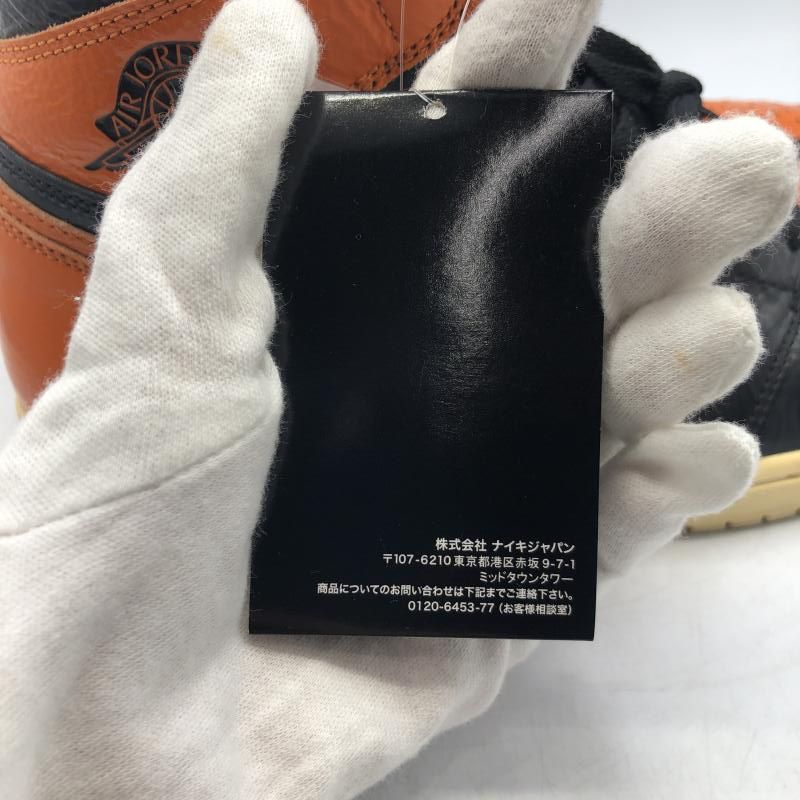 AIR JORDAN
株式会社 ナイキジャパン
〒107-6210 東京都港区赤坂 9-7-1
ミッドタウンタワー
商品についてのお問い合わせは下記までご連絡下さい。
0120-6453-77 (お客様相談室)